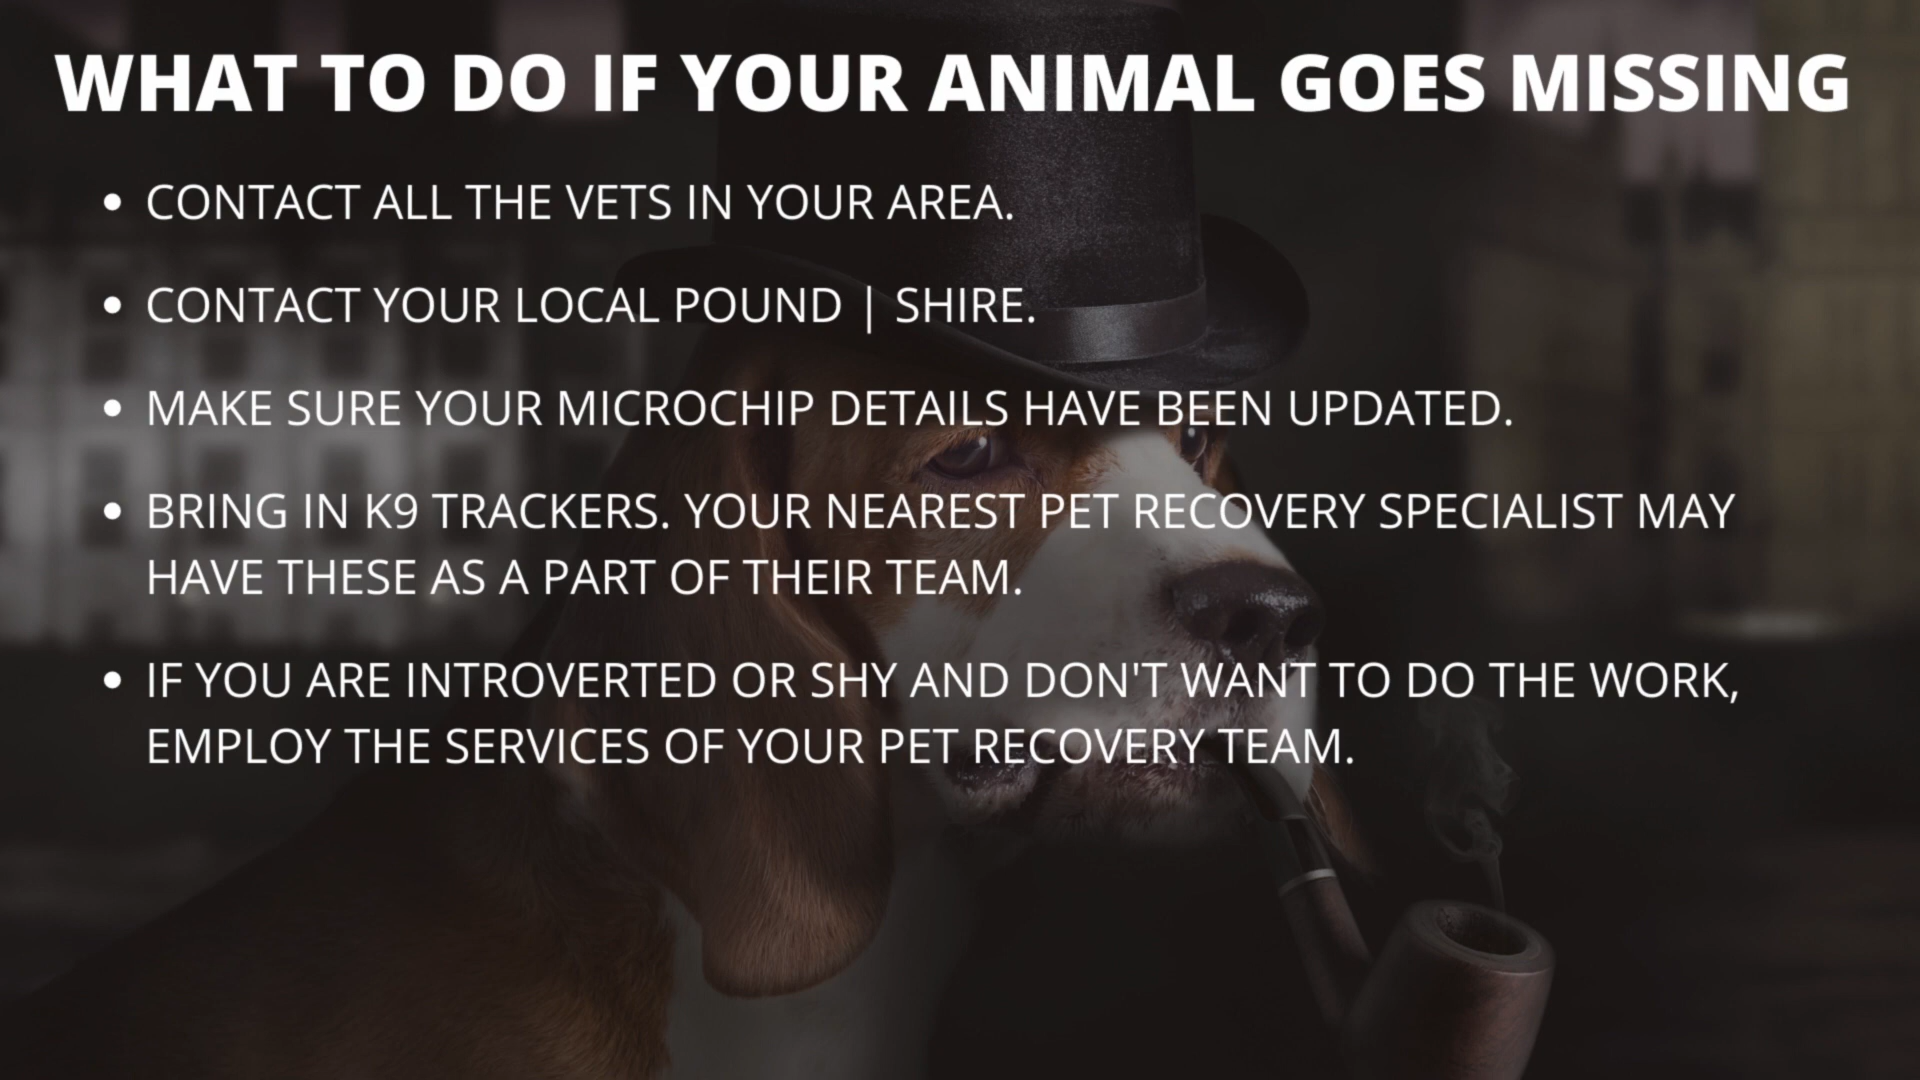 WHAT TO DO IF YOUR ANIMAL GOES MISSING
• CONTACT ALL THE VETS IN YOUR AREA.
• CONTACT YOUR LOCAL POUND | SHIRE.
• MAKE SURE YOUR MICROCHIP DETAILS HAVE BEEN UPDATED.
• BRING IN K9 TRACKERS. YOUR NEAREST PET RECOVERY SPECIALIST MAY
HAVE THESE AS A PART OF THEIR TEAM.
• IF YOU ARE INTROVERTED OR SHY AND DON'T WANT TO DO THE WORK,
EMPLOY THE SERVICES OF YOUR PET RECOVERY TEAM.